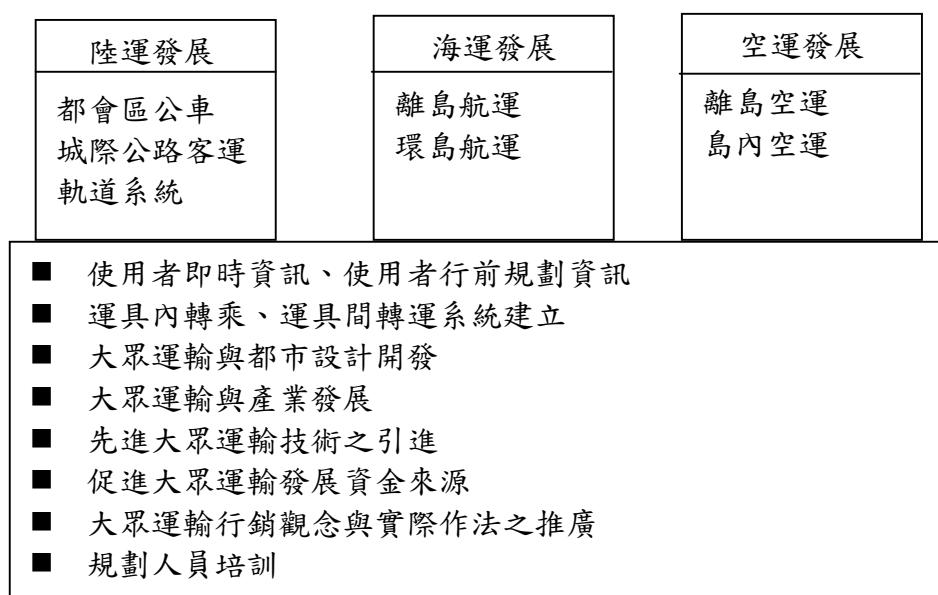 陸運發展
都會區公車
城際公路客運
軌道系統
海運發展
離島航運
環島航運
空運發展
離島空運
島內空運
■ 使用者即時資訊、使用者行前規劃資訊
■ 運具內轉乘、運具間轉運系統建立
■ 大眾運輸與都市設計開發
■ 大眾運輸與產業發展
■ 先進大眾運輸技術之引進
■ 促進大眾運輸發展資金來源
■ 大眾運輸行銷觀念與實際作法之推廣
■ 規劃人員培訓